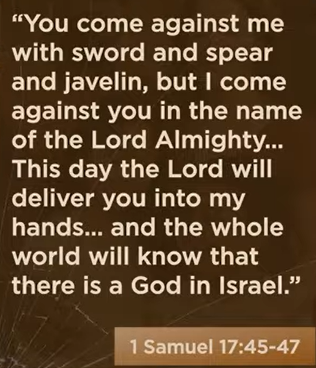 “You come against me
with sword and spear
and javelin, but I come
against you in the name
of the Lord Almighty...
This day the Lord will
deliver you into my
hands... and the whole
world will know that
there is a God in Israel.”
1 Samuel 17:45-47